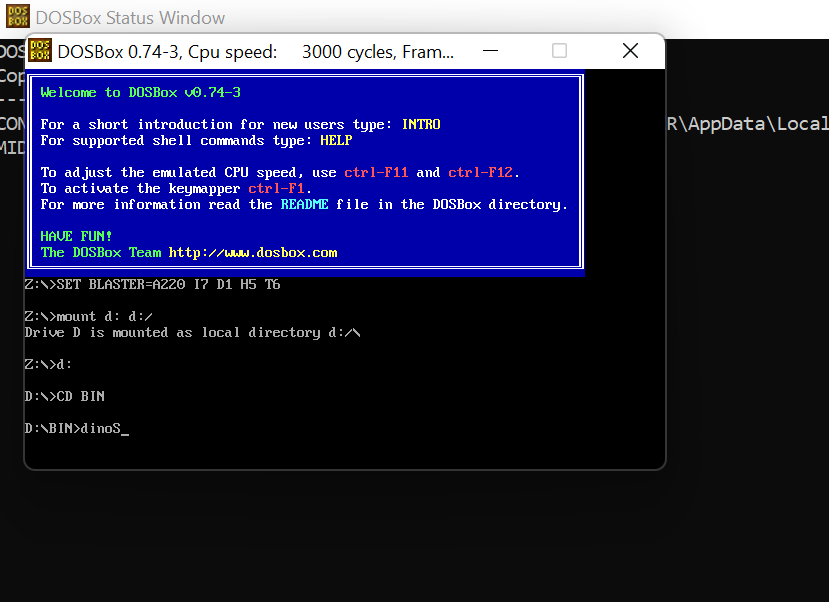 DOSBox Status Window
DOSBox 0.74-3, Cpu speed: 3000 cycles, Fram...
Welcome to DOSBox v0.74-3
For a short introduction for new users type: INTRO
For supported shell commands type: HELP
To adjust the emulated CPU speed, use ctrl-F11 and ctrl-F12.
To activate the keymapper ctrl-F1.
For more information read the README file in the DOSBox directory.
HAVE FUN!
The DOSBox Team http://www.dosbox.com
Z:\>SET BLASTER=A220 I7 D1 H5 T6
Z:\>mount d: d:/
Drive D is mounted as local directory d:/\
Z:\>d:
D:\>CD BIN
D:\BIN>dinoS_
DOS
Cop
---
CON
R\AppData\Local
MID